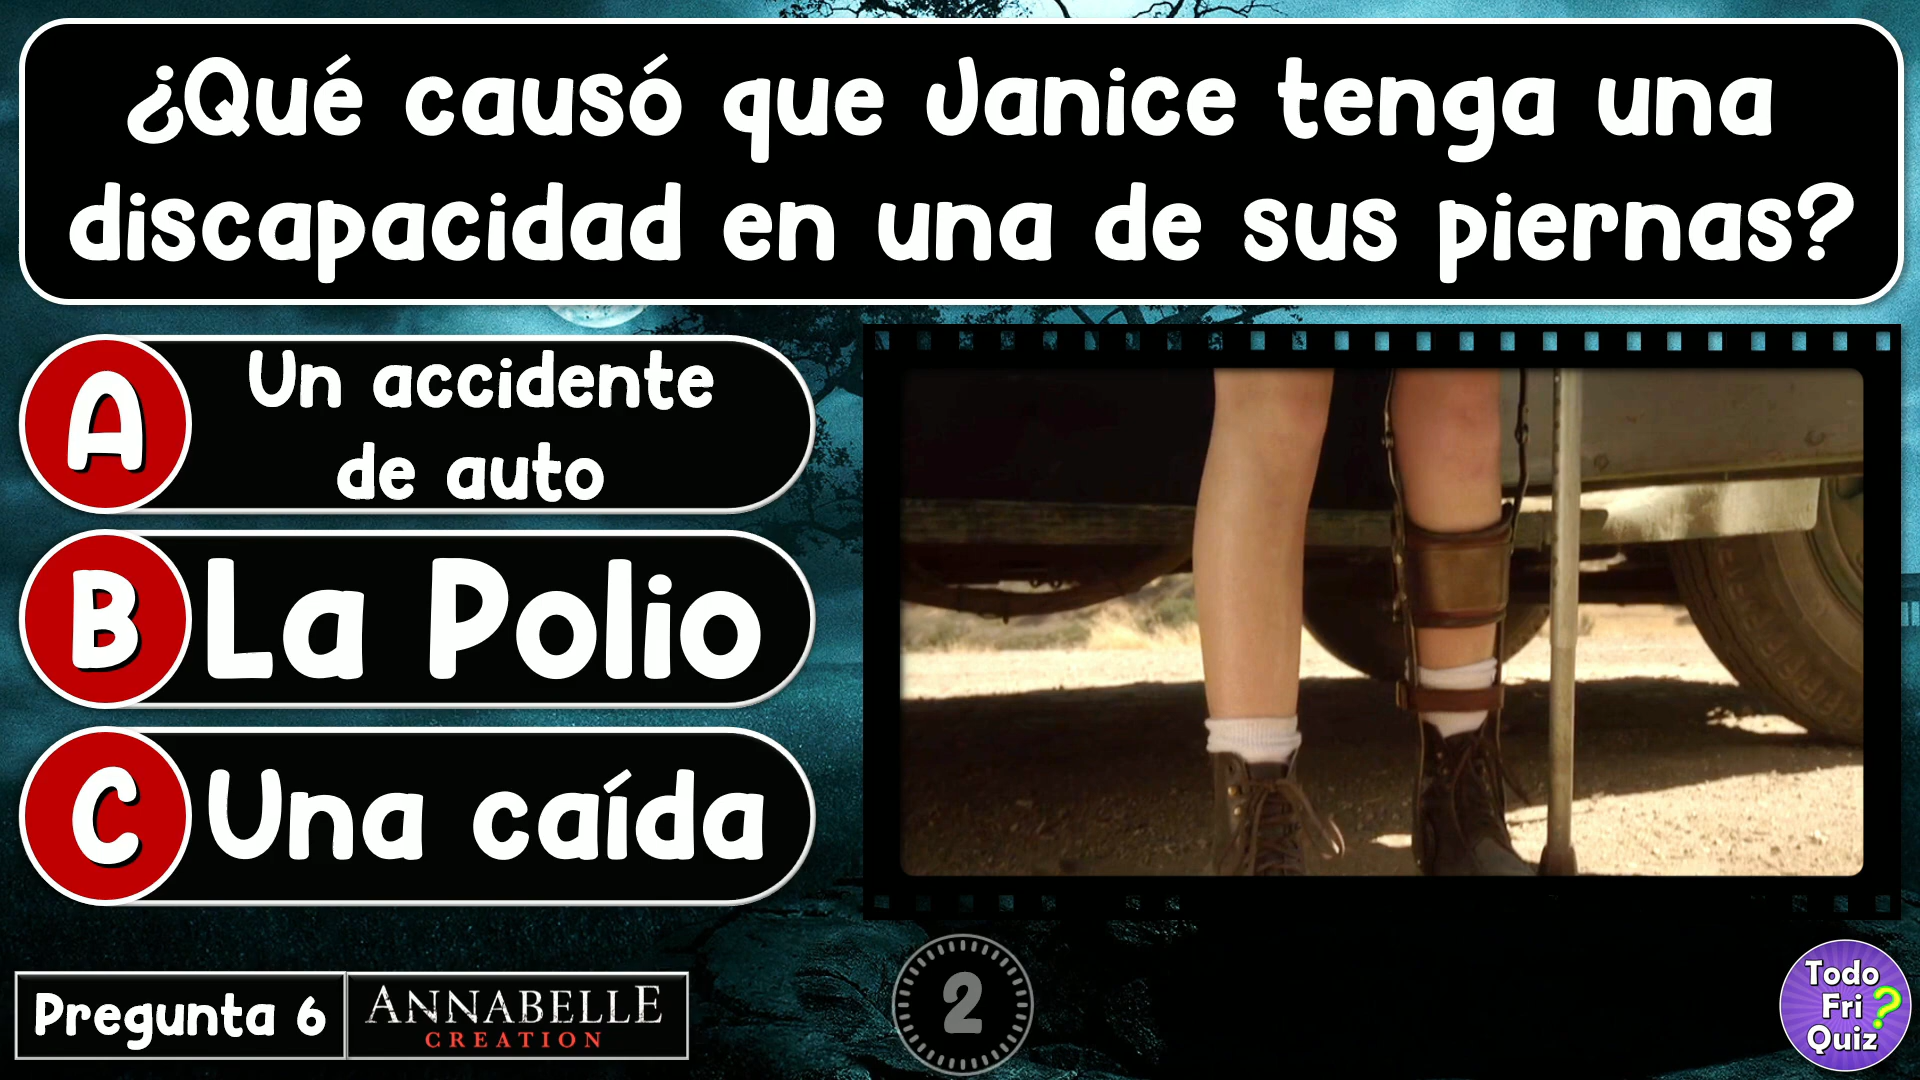 ¿Qué causó que Janice tenga una
discapacidad en una de sus piernas?
A
Un accidente
de auto
B
La Polio
C
Una caída
Pregunta 6
ANNABELLE
CREATION
2
Todo
Fri
Quiz
?